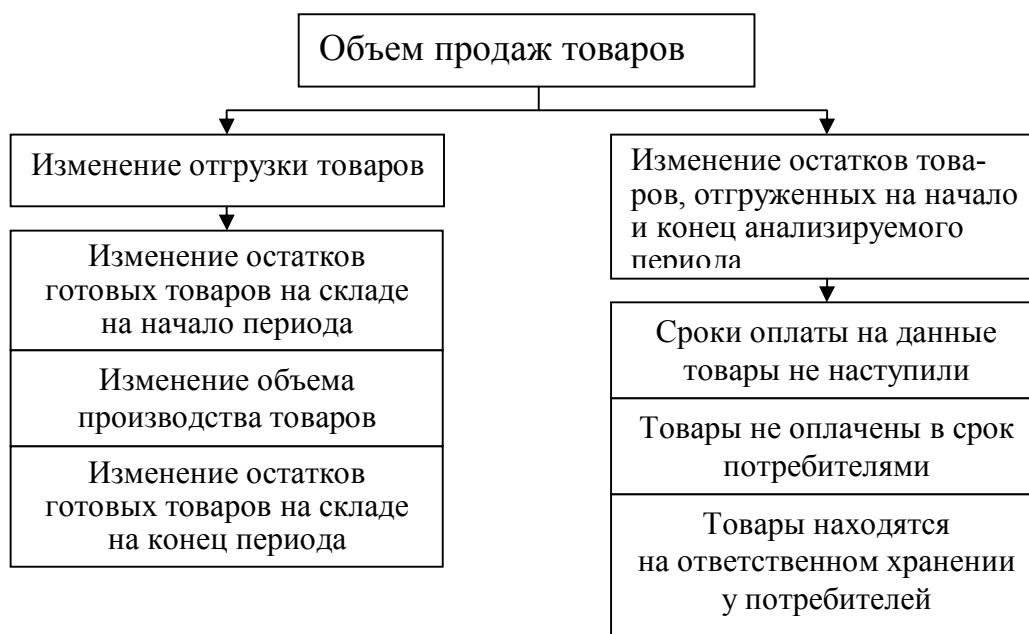 Объем продаж товаров
Изменение отгрузки товаров
Изменение остатков
готовых товаров на складе
на начало периода
Изменение объема
производства товаров
Изменение остатков
готовых товаров на складе
на конец периода
Изменение остатков това-
ров, отгруженных на начало
и конец анализируемого
периода
Сроки оплаты на данные
товары не наступили
Товары не оплачены в срок
потребителями
Товары находятся
на ответственном хранении
у потребителей